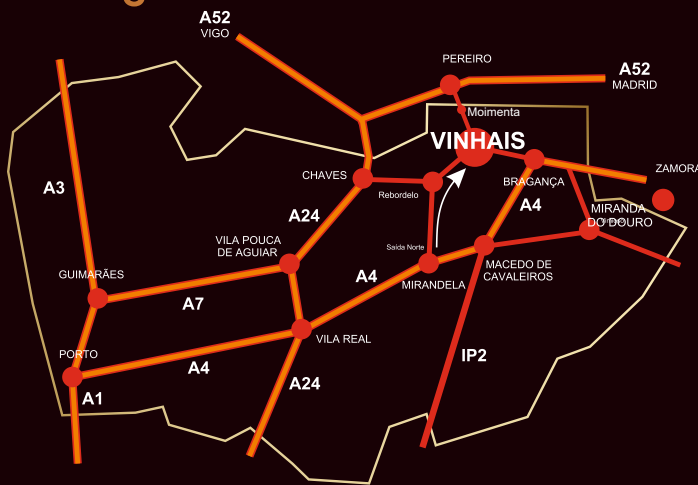 A52
VIGO
PEREIRO
A52
MADRID
Moimenta
VINHAIS
ZAMORA
A3
CHAVES
BRAGANÇA
Rebordelo
A24
A4
MIRANDA
DO DOURO
VILA POUCA
DE AGUIAR
Saída Norte
GUIMARÃES
A4
MIRANDELA
MACEDO DE
CAVALEIROS
A7
VILA REAL
PORTO
A4
IP2
A24
A1